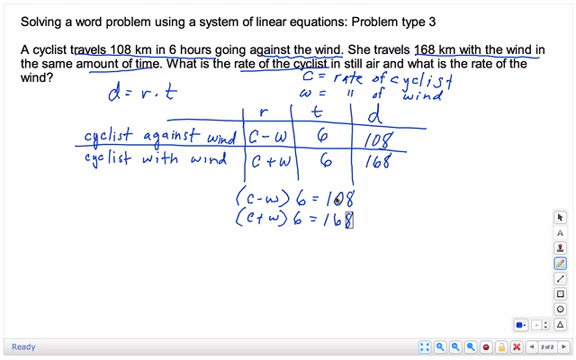 Solving a word problem using a system of linear equations: Problem type 3
A cyclist travels 108 km in 6 hours going against the wind. She travels 168 km with the wind in
the same amount of time. What is the rate of the cyclist in still air and what is the rate of the
wind?
c = rate of cyclist
d = r · t
w = " of wind
r t d
cyclist against wind c - w 6 108
cyclist with wind c + w 6 168
(c-w) 6 = 108
(c+w) 6 = 168
Ready
2 of 2